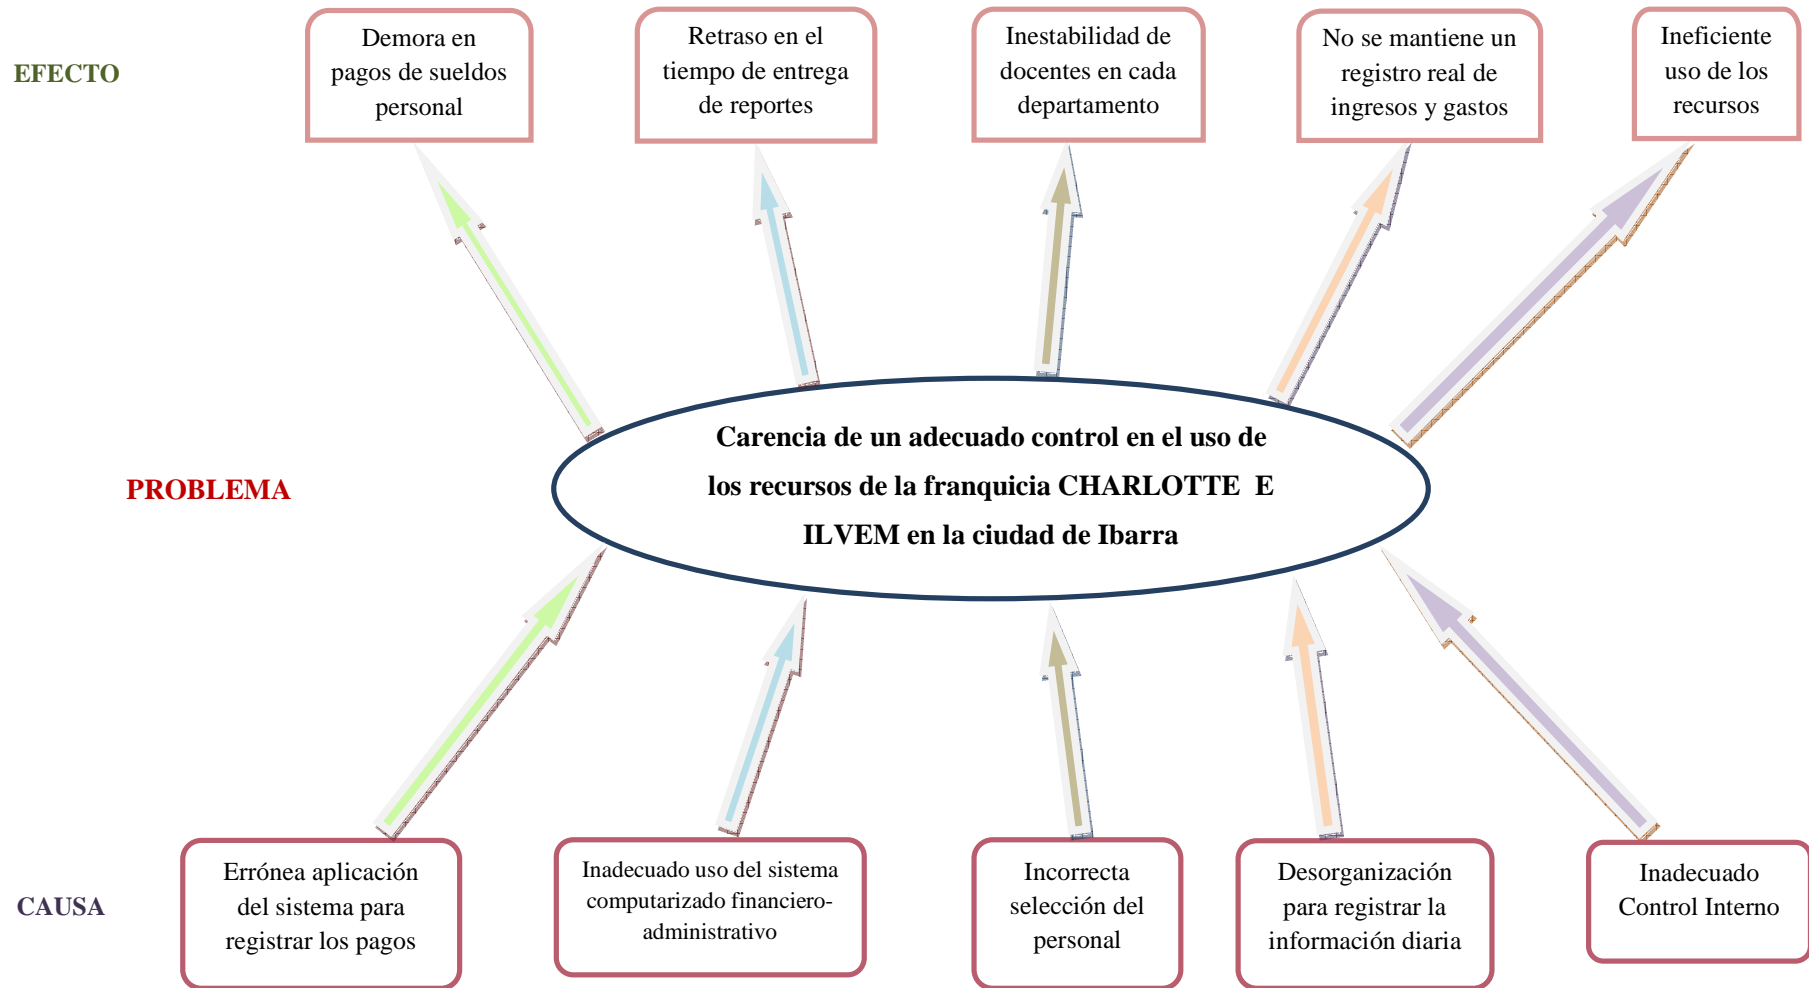 EFECTO
Demora en
pagos de sueldos
personal
Retraso en el
tiempo de entrega
de reportes
Inestabilidad de
docentes en cada
departamento
No se mantiene un
registro real de
ingresos y gastos
Ineficiente
uso de los
recursos
PROBLEMA
Carencia de un adecuado control en el uso de
los recursos de la franquicia CHARLOTTE E
ILVEM en la ciudad de Ibarra
CAUSA
Errónea aplicación
del sistema para
registrar los pagos
Inadecuado uso del sistema
computarizado financiero-
administrativo
Incorrecta
selección del
personal
Desorganización
para registrar la
información diaria
Inadecuado
Control Interno